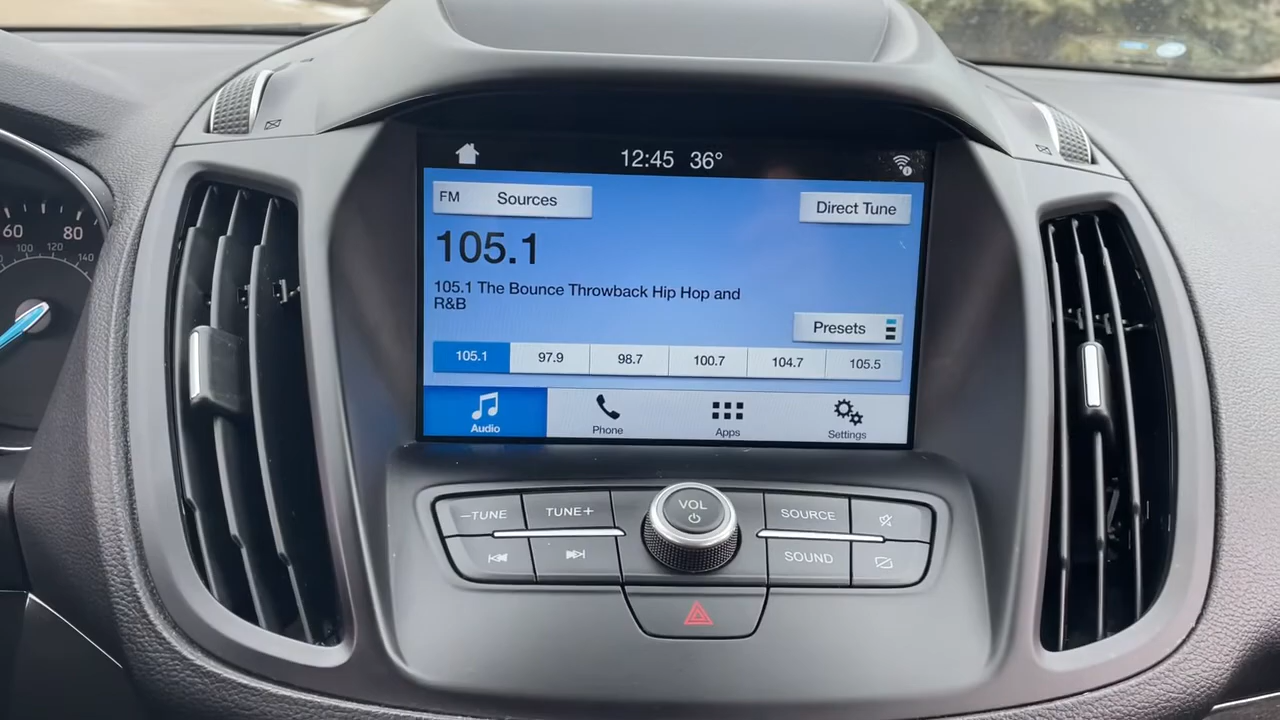 12:45 36°
FM Sources
Direct Tune
105.1
105.1 The Bounce Throwback Hip Hop and
R&B
Presets
105.1 97.9 98.7 100.7 104.7 105.5
Audio Phone Apps Settings
60 80
100 120 140
–TUNE TUNE+ VOL SOURCE
SOUND